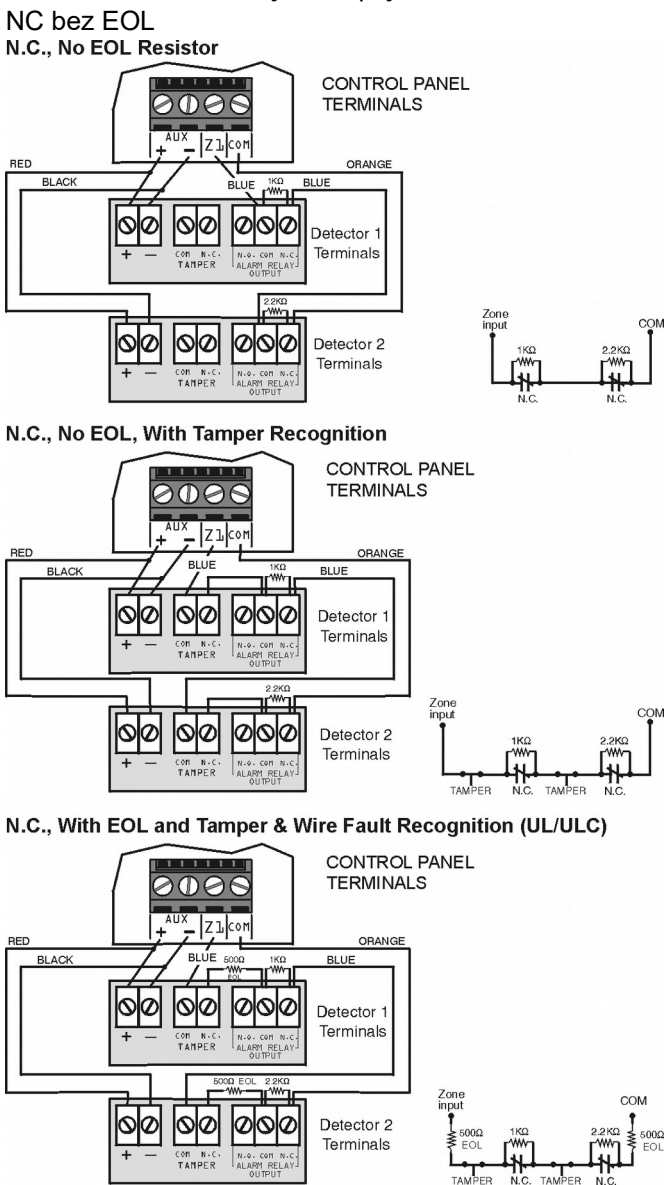 NC bez EOL
N.C., No EOL Resistor
CONTROL PANEL
TERMINALS
AUX
+ – Z1 COM
RED
ORANGE
BLACK
BLUE
1KΩ
BLUE
Detector 1
Terminals
+ — COM N.C. N.O. COM N.C.
TAMPER ALARM RELAY
OUTPUT
2.2KΩ
Detector 2
Terminals
+ — COM N.C. N.O. COM N.C.
TAMPER ALARM RELAY
OUTPUT
Zone
input
COM
1KΩ 2.2KΩ
N.C. N.C.
N.C., No EOL, With Tamper Recognition
CONTROL PANEL
TERMINALS
AUX
+ – Z1 COM
RED
ORANGE
BLACK
BLUE
1KΩ
BLUE
Detector 1
Terminals
+ — COM N.C. N.O. COM N.C.
TAMPER ALARM RELAY
OUTPUT
2.2KΩ
Detector 2
Terminals
+ — COM N.C. N.O. COM N.C.
TAMPER ALARM RELAY
OUTPUT
Zone
input
COM
1KΩ 2.2KΩ
TAMPER N.C. TAMPER N.C.
N.C., With EOL and Tamper & Wire Fault Recognition (UL/ULC)
CONTROL PANEL
TERMINALS
AUX
+ – Z1 COM
RED
ORANGE
BLACK
BLUE
500Ω
EOL
1KΩ
BLUE
Detector 1
Terminals
+ — COM N.C. N.O. COM N.C.
TAMPER ALARM RELAY
OUTPUT
500Ω EOL 2.2KΩ
Detector 2
Terminals
+ — COM N.C. N.O. COM N.C.
TAMPER ALARM RELAY
OUTPUT
Zone
input
COM
500Ω
EOL
1KΩ 2.2KΩ
500Ω
EOL
TAMPER N.C. TAMPER N.C.